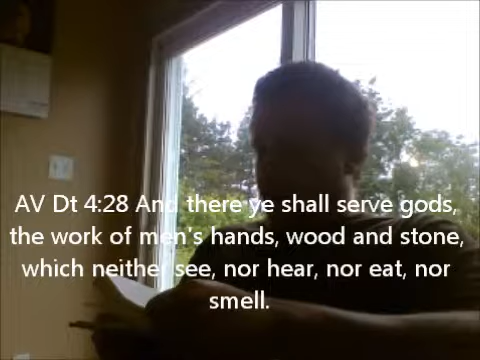 AV Dt 4:28 And there ye shall serve gods,
the work of men's hands, wood and stone,
which neither see, nor hear, nor eat, nor
smell.